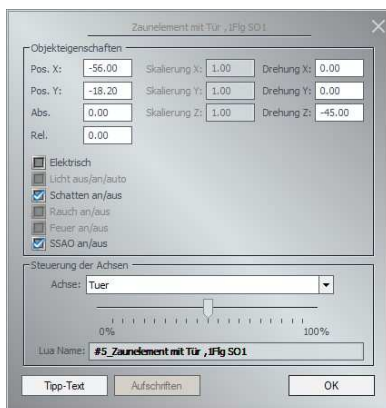 Zaunelement mit Tür , 1Flg SO1
Objekteigenschaften
Pos. X: -56.00 Skalierung X: 1.00 Drehung X: 0.00
Pos. Y: -18.20 Skalierung Y: 1.00 Drehung Y: 0.00
Abs. 0.00 Skalierung Z: 1.00 Drehung Z: -45.00
Rel. 0.00
Elektrisch
Licht aus/an/auto
Schatten an/aus
Rauch an/aus
Feuer an/aus
SSAO an/aus
Steuerung der Achsen
Achse: Tuer
0% 100%
Lua Name: #5_Zaunelement mit Tür , 1Flg SO1
Tipp-Text Aufschriften OK